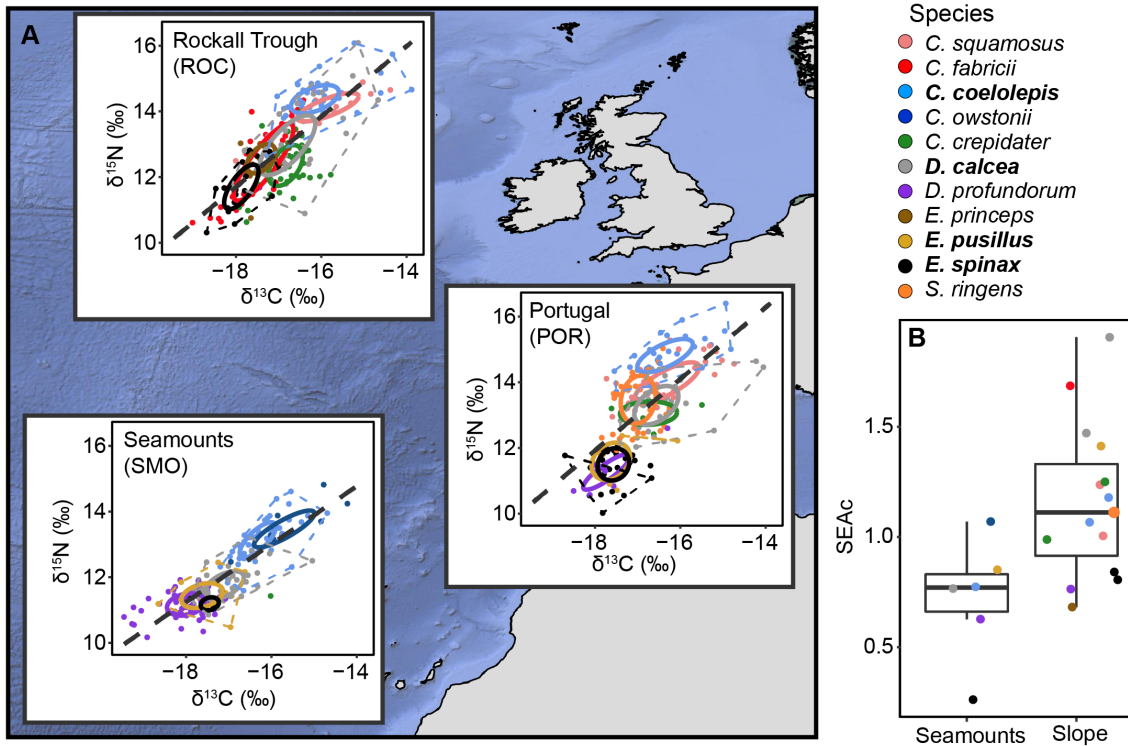 A
Rockall Trough
(ROC)
16
14
12
10
δ15N (‰)
−18
−16
−14
δ13C (‰)
Portugal
(POR)
16
14
12
10
δ15N (‰)
−18
−16
−14
δ13C (‰)
Seamounts
(SMO)
16
14
12
10
δ15N (‰)
−18
−16
−14
δ13C (‰)
Species
C. squamosus
C. fabricii
C. coelolepis
C. owstonii
C. crepidater
D. calcea
D. profundorum
E. princeps
E. pusillus
E. spinax
S. ringens
B
1.5
1.0
0.5
SEAc
Seamounts
Slope